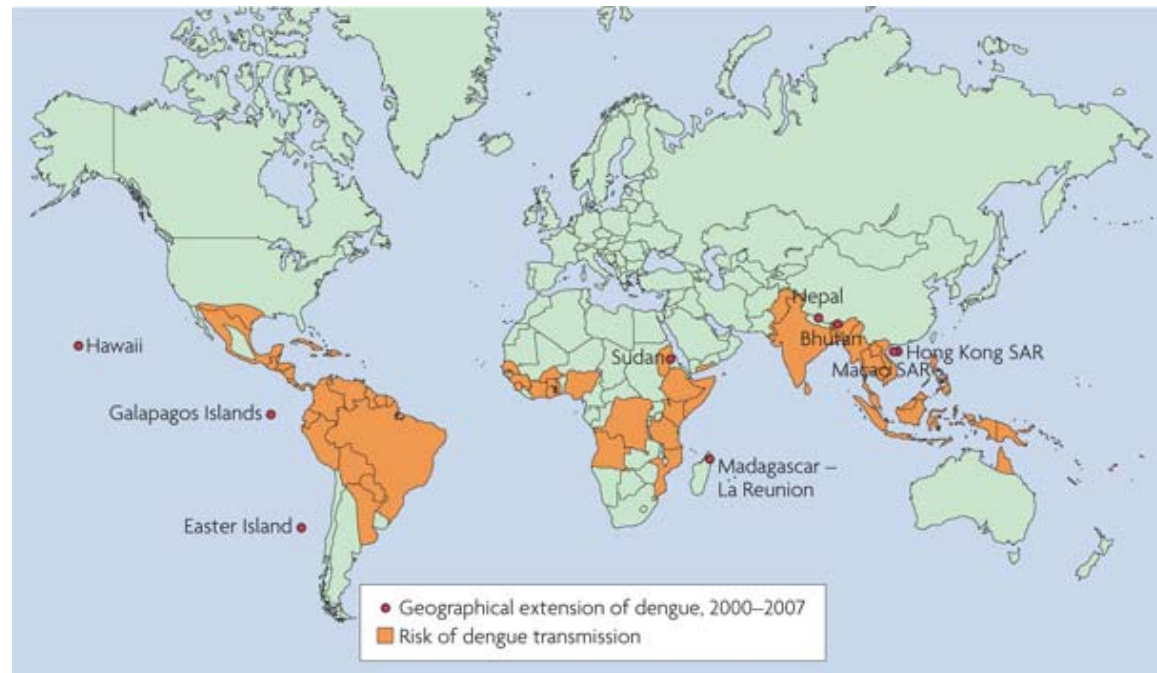 Nepal
Hawaii
Bhutan
Hong Kong SAR
Sudan
Macao SAR
Galapagos Islands
Madagascar –
La Reunion
Easter Island
Geographical extension of dengue, 2000–2007
Risk of dengue transmission